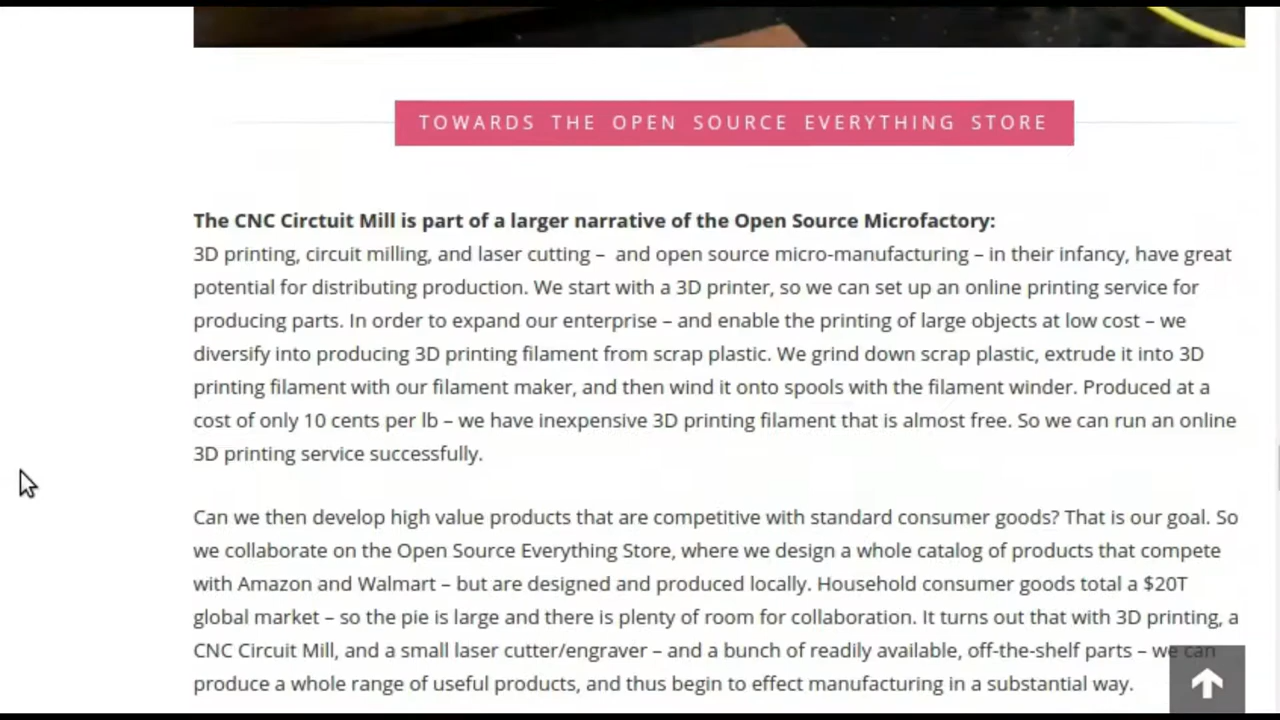 TOWARDS THE OPEN SOURCE EVERYTHING STORE
The CNC Circtuit Mill is part of a larger narrative of the Open Source Microfactory:
3D printing, circuit milling, and laser cutting – and open source micro-manufacturing – in their infancy, have great
potential for distributing production. We start with a 3D printer, so we can set up an online printing service for
producing parts. In order to expand our enterprise – and enable the printing of large objects at low cost – we
diversify into producing 3D printing filament from scrap plastic. We grind down scrap plastic, extrude it into 3D
printing filament with our filament maker, and then wind it onto spools with the filament winder. Produced at a
cost of only 10 cents per lb – we have inexpensive 3D printing filament that is almost free. So we can run an online
3D printing service successfully.
Can we then develop high value products that are competitive with standard consumer goods? That is our goal. So
we collaborate on the Open Source Everything Store, where we design a whole catalog of products that compete
with Amazon and Walmart – but are designed and produced locally. Household consumer goods total a $20T
global market – so the pie is large and there is plenty of room for collaboration. It turns out that with 3D printing, a
CNC Circuit Mill, and a small laser cutter/engraver – and a bunch of readily available, off-the-shelf parts – we can
produce a whole range of useful products, and thus begin to effect manufacturing in a substantial way.